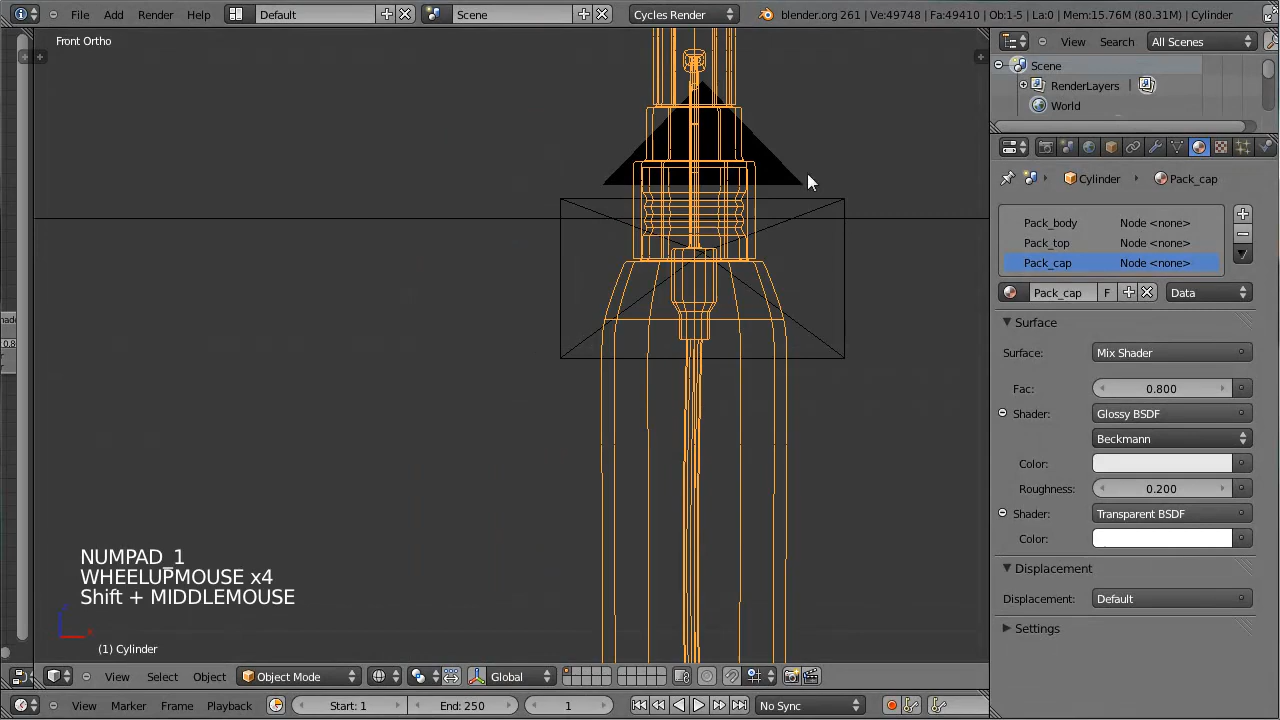 File Add Render Help Default Scene Cycles Render blender.org 261 | Ve:49748 | Fa:49410 | Ob:1-5 | La:0 | Mem:15.76M (80.31M) | Cylinder
Front Ortho
View Search All Scenes
Scene
RenderLayers
World
Cylinder Pack_cap
Pack_body Node <none>
Pack_top Node <none>
Pack_cap Node <none>
Pack_cap F Data
Surface
Surface: Mix Shader
Fac: 0.800
Shader: Glossy BSDF
Beckmann
Color:
Roughness: 0.200
Shader: Transparent BSDF
Color:
Displacement
Displacement: Default
Settings
NUMPAD_1
WHEELUPMOUSE x4
Shift + MIDDLEMOUSE
(1) Cylinder
View Select Object Object Mode Global
View Marker Frame Playback Start: 1 End: 250 1 No Sync